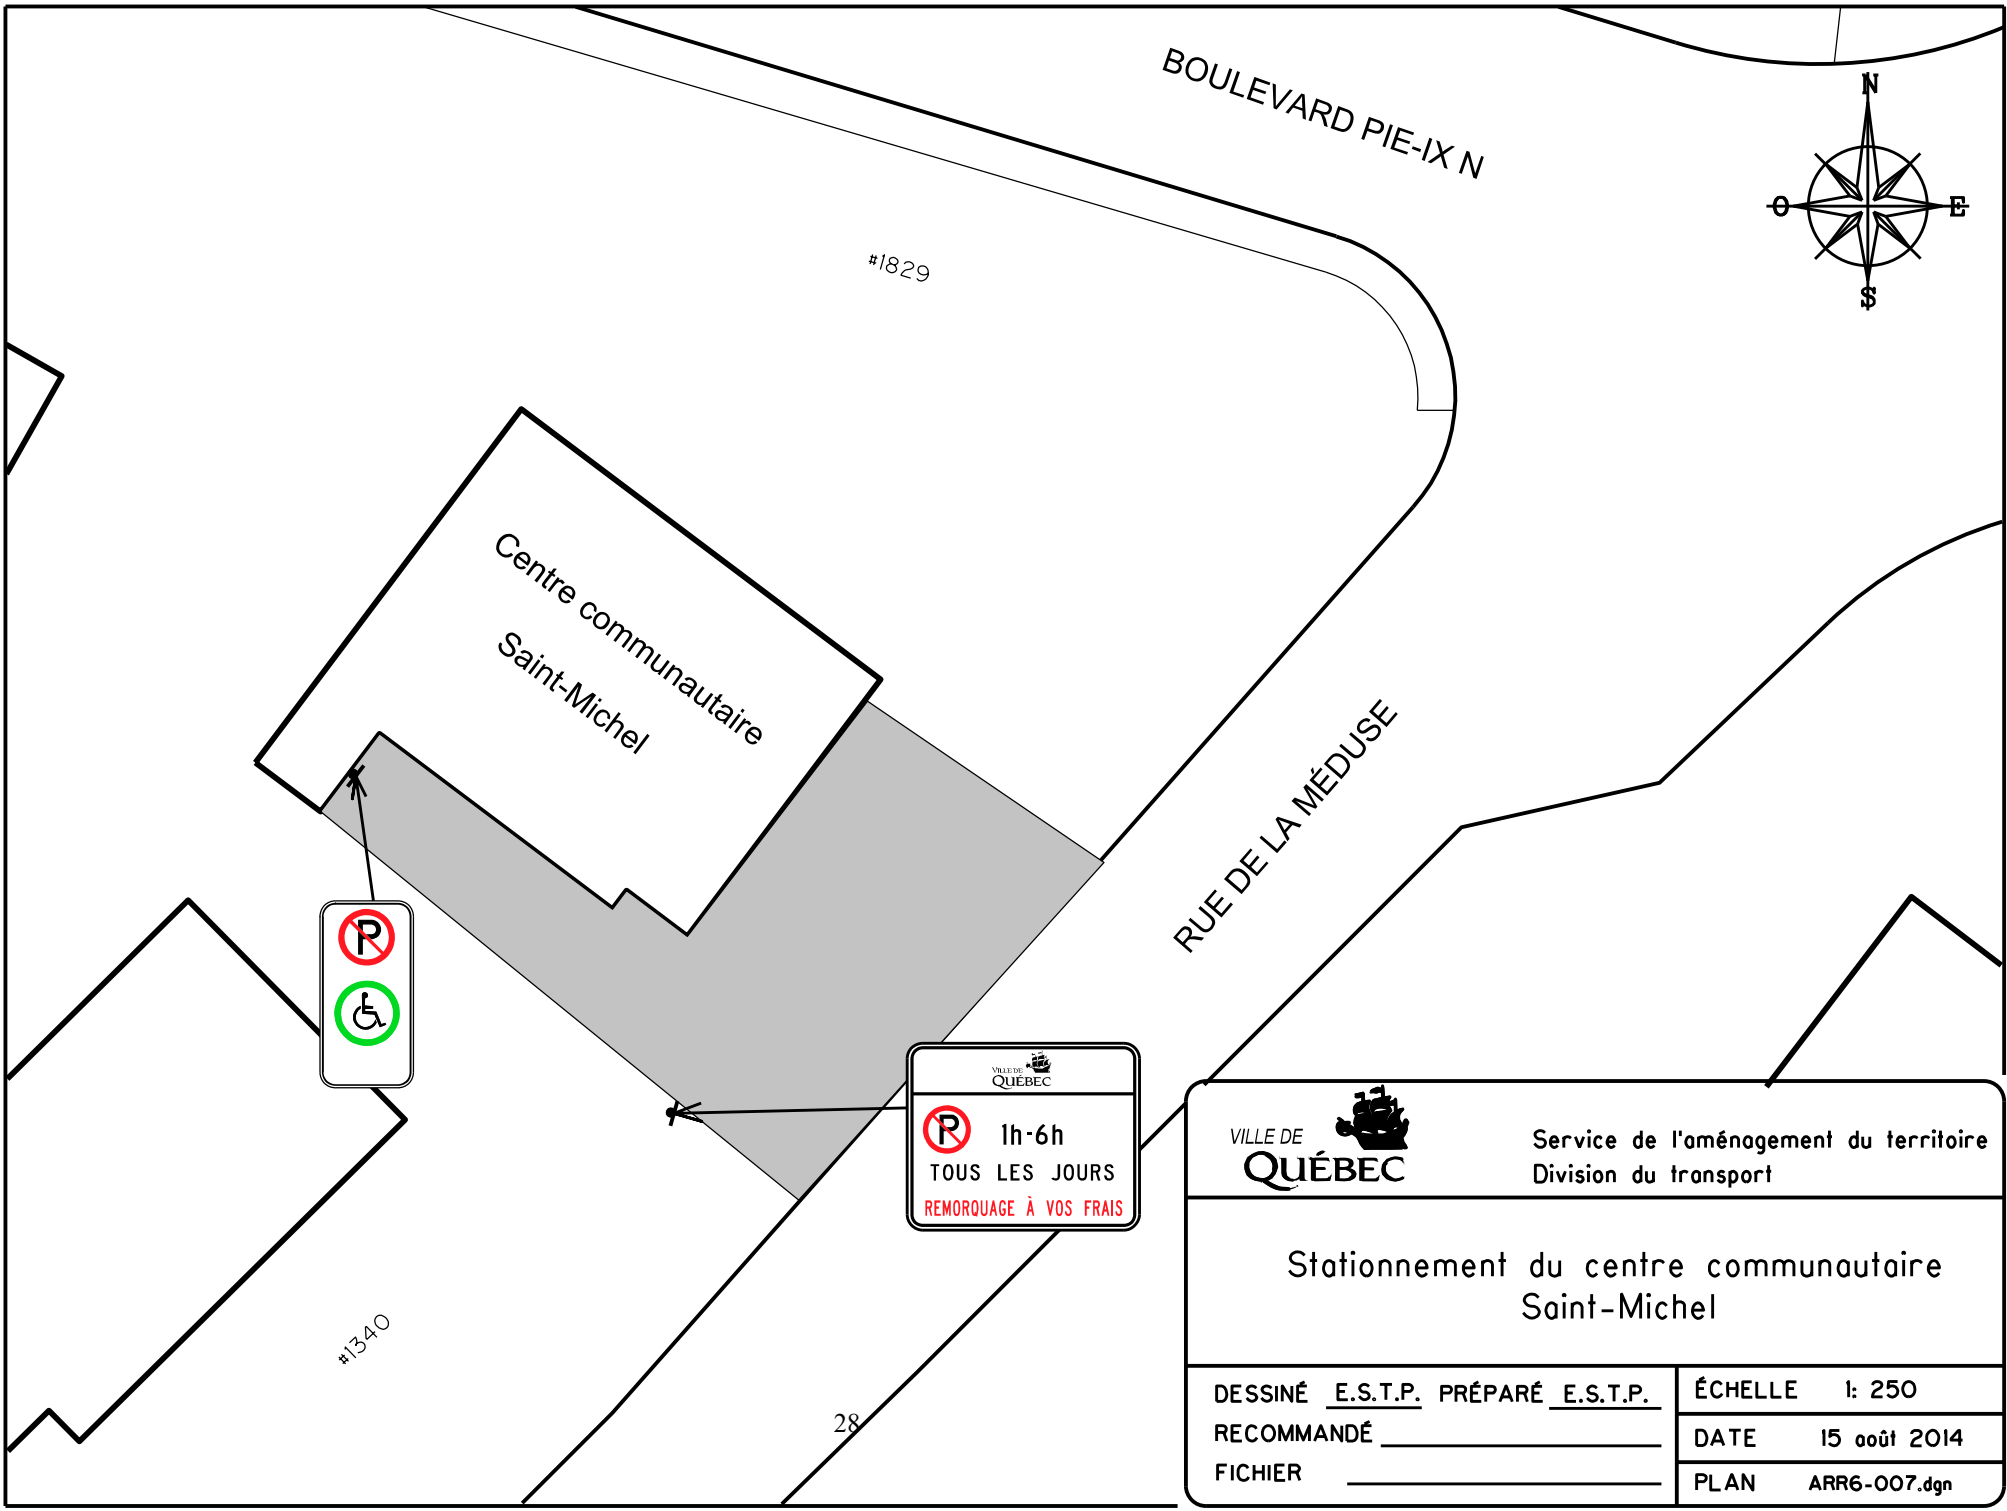 BOULEVARD PIE-IX N
N
O
E
S
#1829
Centre communautaire
Saint-Michel
RUE DE LA MÉDUSE
P
VILLE DE
QUÉBEC
P 1h-6h
TOUS LES JOURS
REMORQUAGE À VOS FRAIS
#1340
28
VILLE DE
QUÉBEC
Service de l'aménagement du territoire
Division du transport
Stationnement du centre communautaire
Saint-Michel
DESSINÉ E.S.T.P. PRÉPARÉ E.S.T.P.
RECOMMANDÉ
FICHIER
ÉCHELLE 1: 250
DATE 15 août 2014
PLAN ARR6-007.dgn